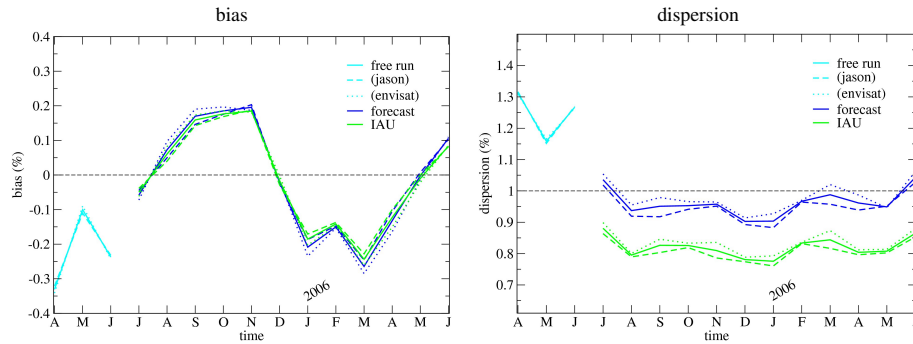 bias
0.4
0.3
0.2
0.1
0
-0.1
-0.2
-0.3
-0.4
bias (%)
free run
(jason)
(envisat)
forecast
IAU
2006
A M J J A S O N D J F M A M J
time
dispersion
1.5
1.4
1.3
1.2
1.1
1
0.9
0.8
0.7
dispersion (%)
free run
(jason)
(envisat)
forecast
IAU
2006
A M J J A S O N D J F M A M
time